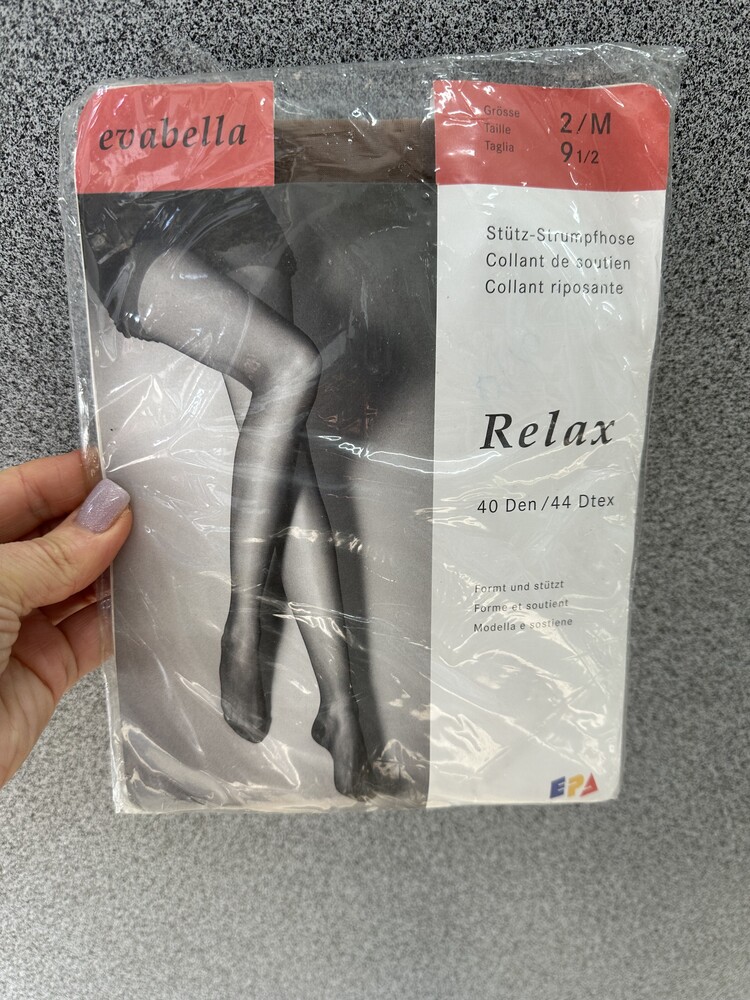 evabella
Grösse
Taille
Taglia
2/M
9 1/2
Stütz-Strumpfhose
Collant de soutien
Collant riposante
Relax
40 Den/44 Dtex
Formt und stützt
Forme et soutient
Modella e sostiene
EPA